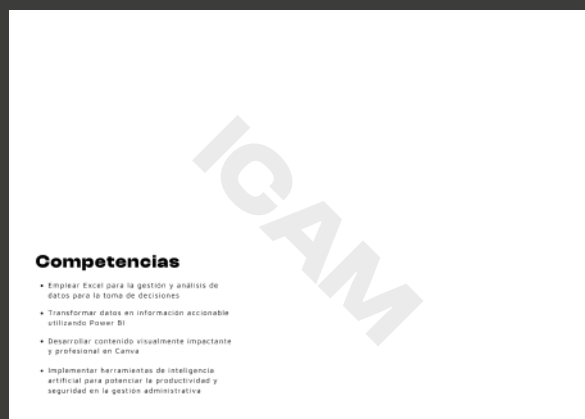 ICAM
Competencias
• Emplear Excel para la gestión y análisis de
datos para la toma de decisiones
• Transformar datos en información accionable
utilizando Power BI
• Desarrollar contenido visualmente impactante
y profesional en Canva
• Implementar herramientas de inteligencia
artificial para potenciar la productividad y
seguridad en la gestión administrativa